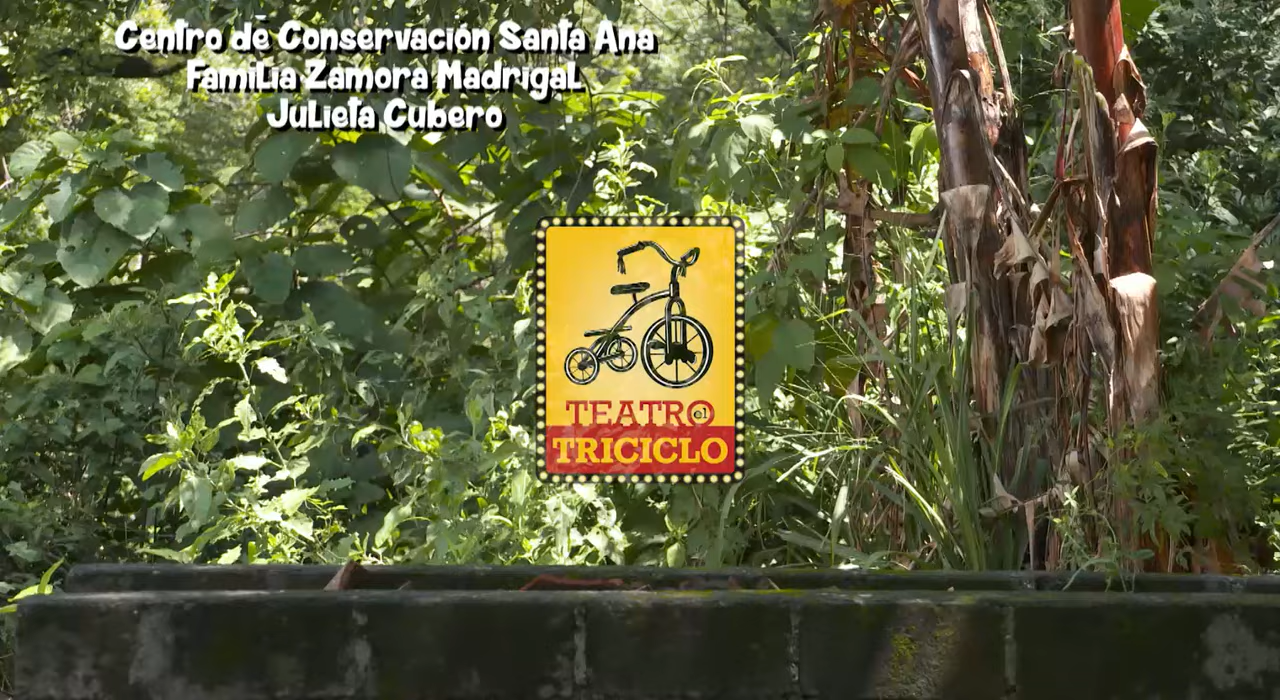 Centro de Conservación Santa Ana
Familia Zamora Madrigal
Julieta Cubero
TEATRO el
TRICICLO